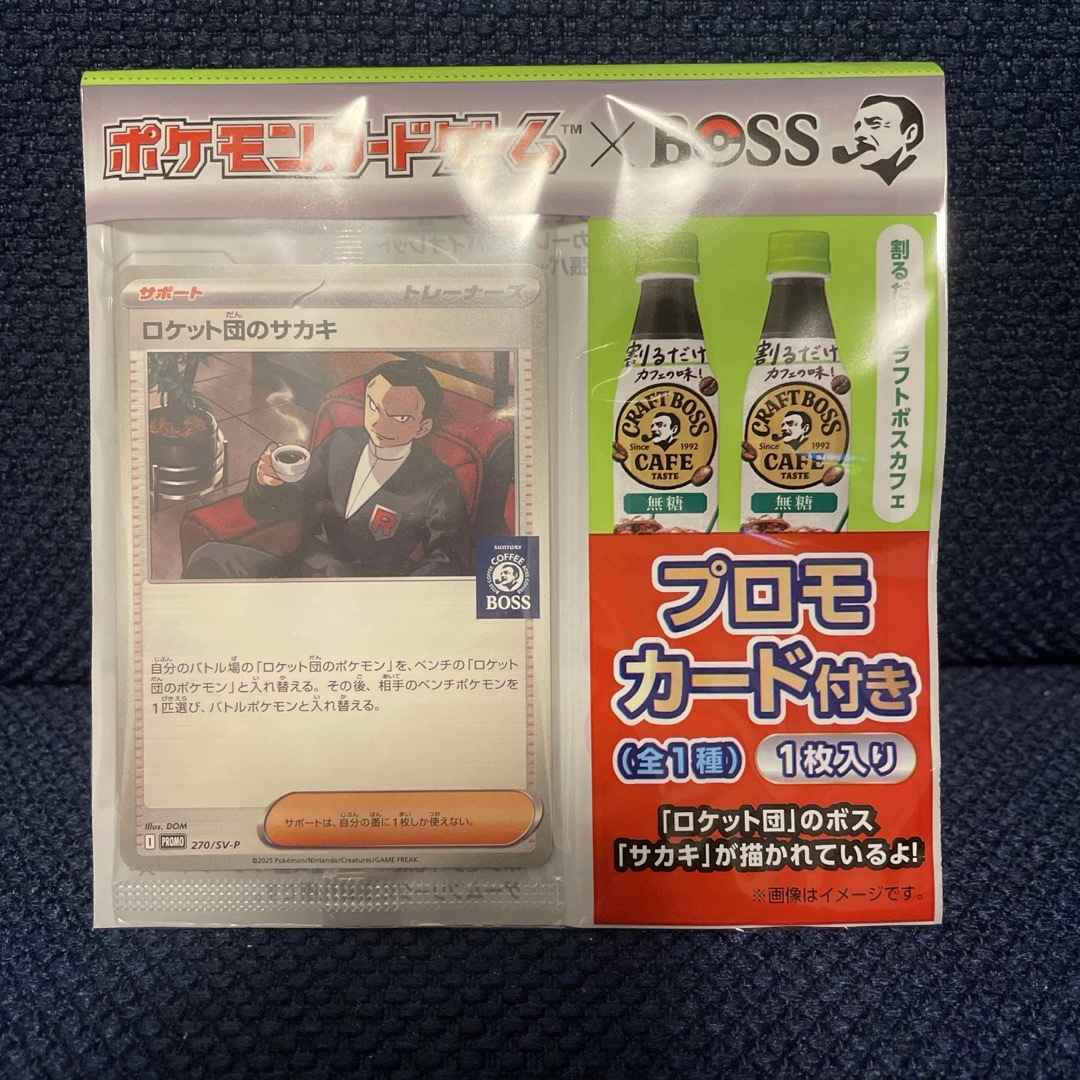 ポケモンカードゲーム™×BOSS
サポート
トレーナーズ
ロケット団のサカキ
だん
R
SUNTORY
COFFEE
BOSS
自分のバトル場の「ロケット団のポケモン」を、ベンチの「ロケット
団のポケモン」と入れ替える。その後、相手のベンチポケモンを
1匹選び、バトルポケモンと入れ替える。
サポートは、自分の番に1枚しか使えない。
Illus. DOM
I PROMO 270/SV-P
©2025 Pokémon/Nintendo/Creatures/GAME FREAK.
割るだけ
カフェの味!
CRAFT BOSS
Since 1992
CAFE
TASTE
無糖
割るだけ
カフェの味!
CRAFT BOSS
Since 1992
CAFE
TASTE
無糖
ラフトボスカフェ
プロモ
カード付き
(全1種) 1枚入り
「ロケット団」のボス
「サカキ」が描かれているよ!
※画像はイメージです。